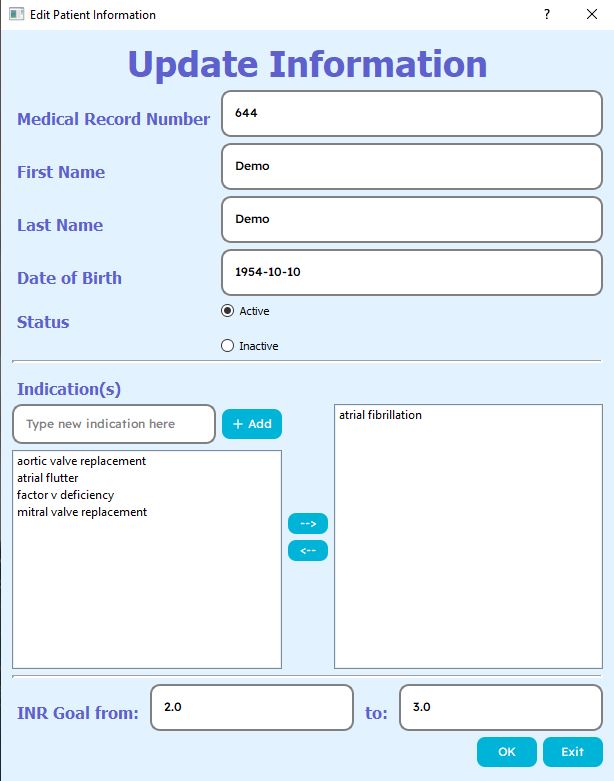 Edit Patient Information
?
Update Information
Medical Record Number 644
First Name Demo
Last Name Demo
Date of Birth 1954-10-10
Status Active
Inactive
Indication(s)
Type new indication here + Add
aortic valve replacement
atrial flutter
factor v deficiency
mitral valve replacement
-->
<--
atrial fibrillation
INR Goal from: 2.0 to: 3.0
OK Exit